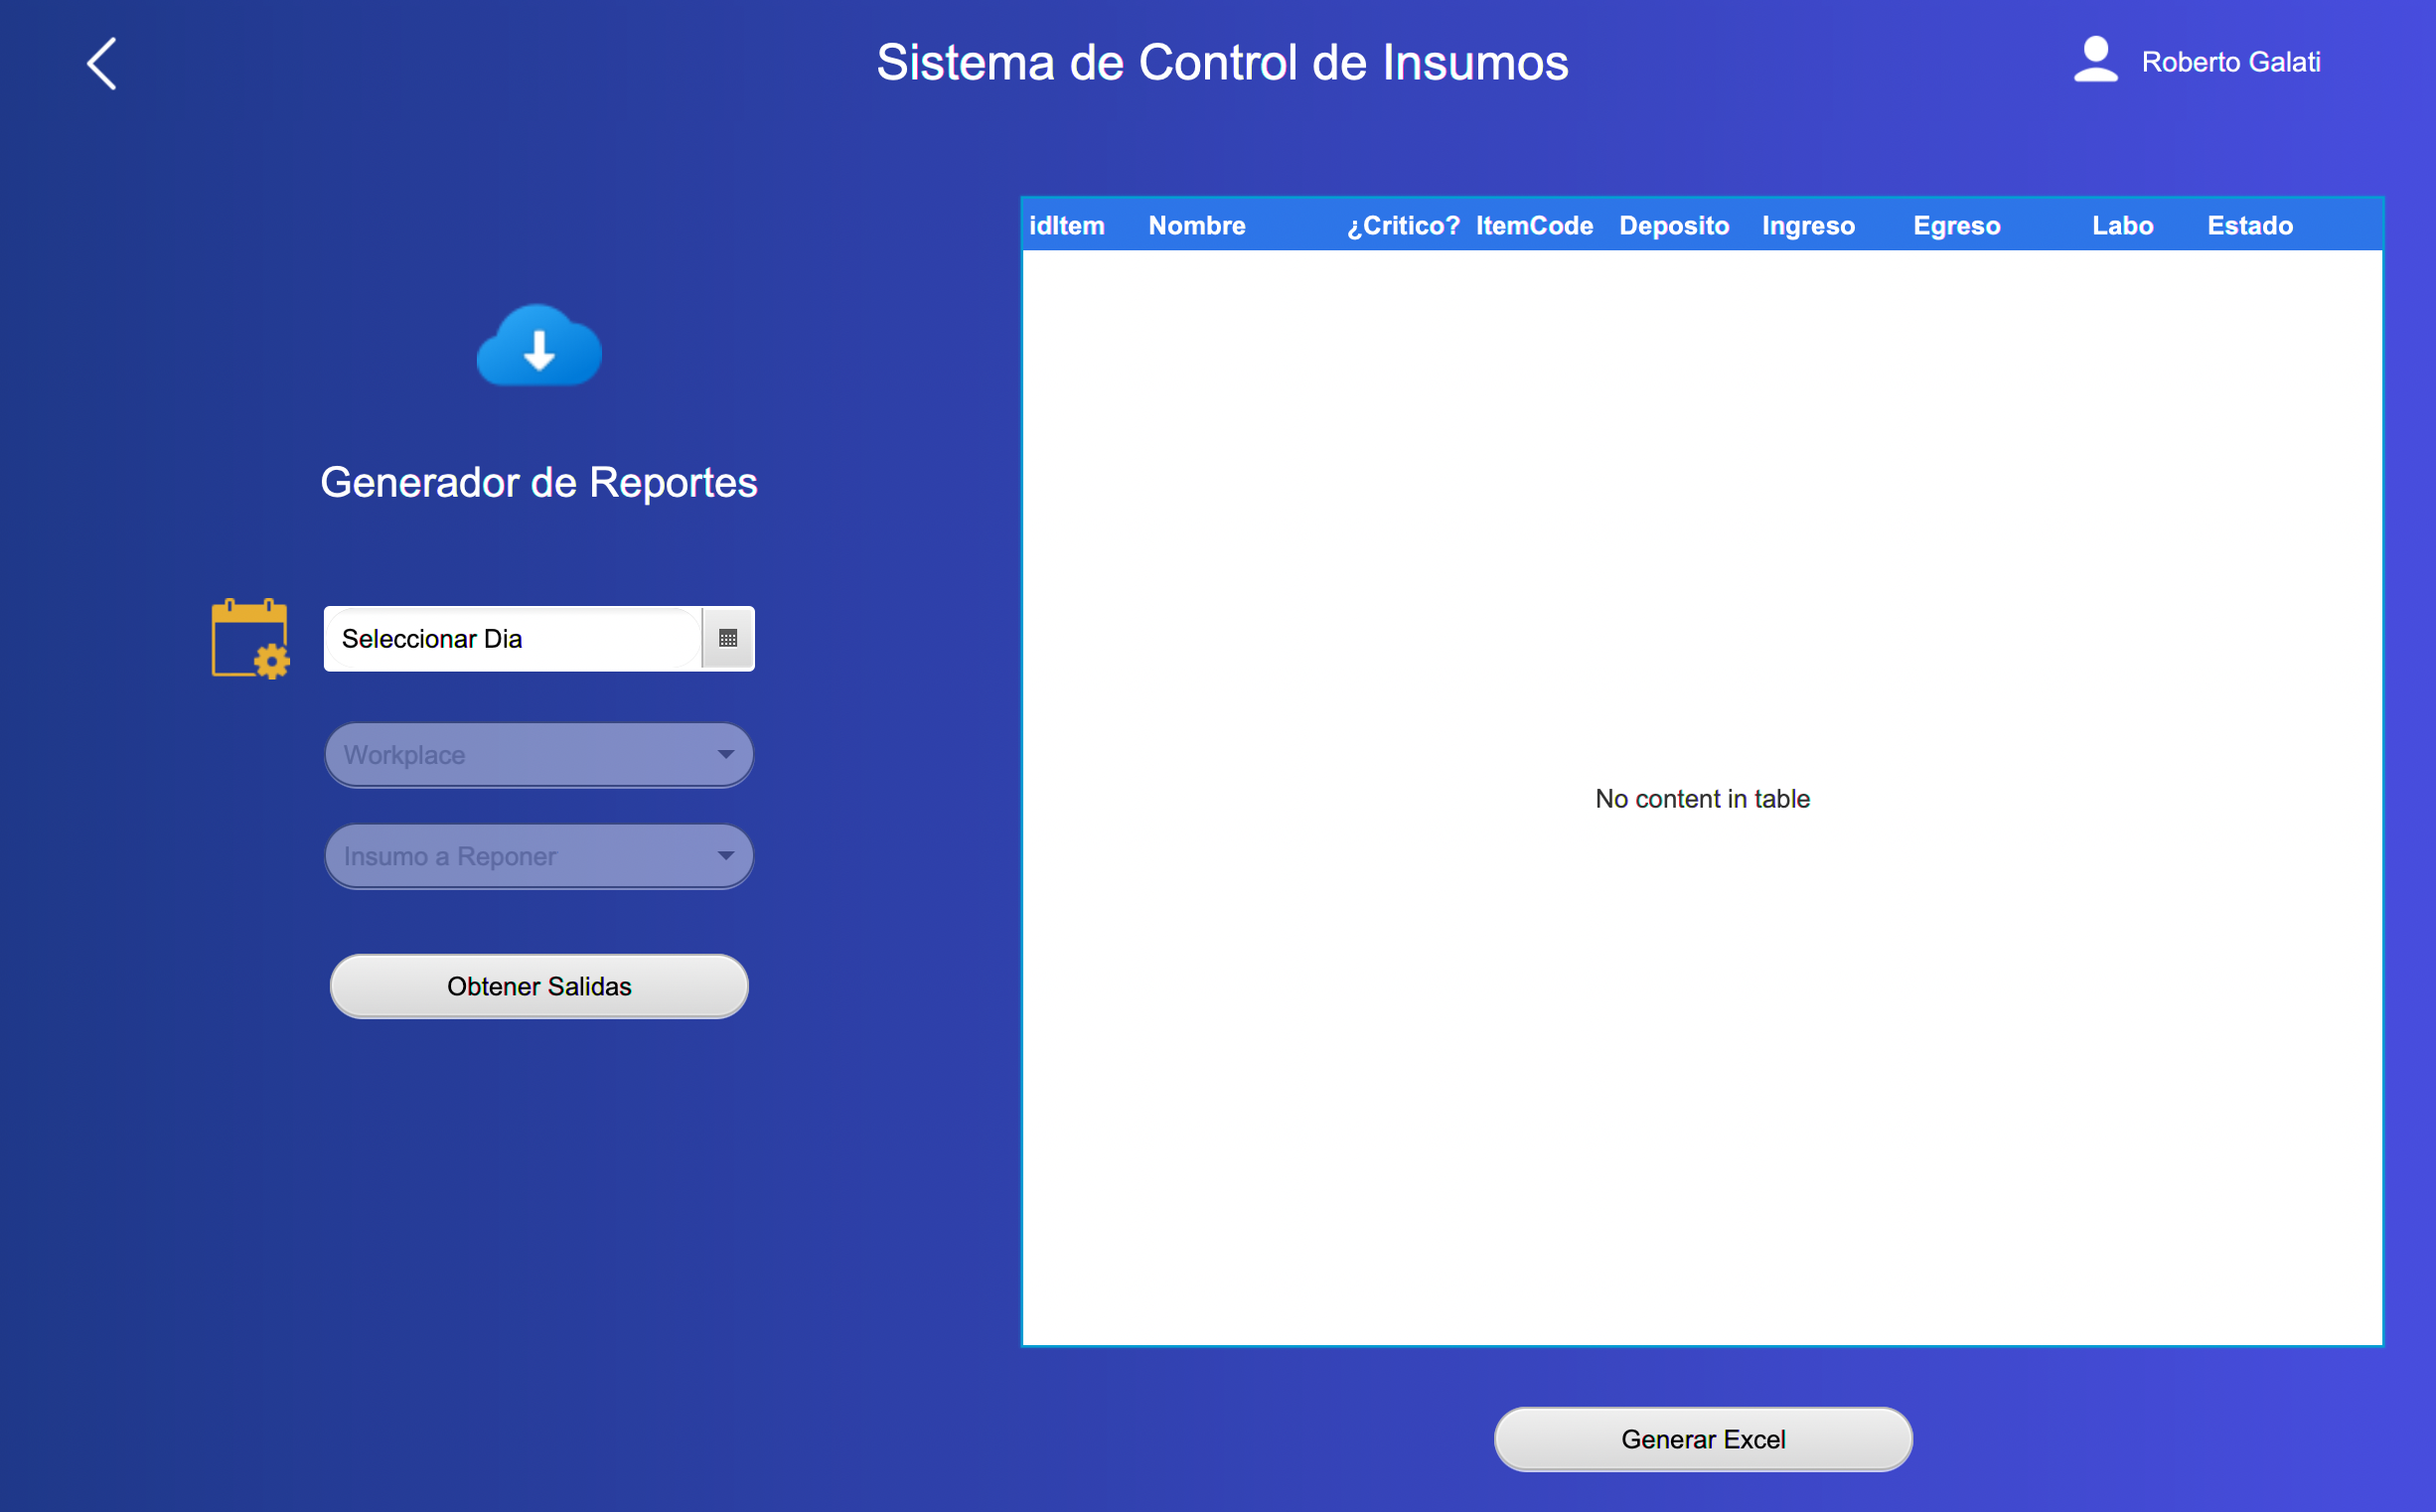 Sistema de Control de Insumos
Roberto Galati
Generador de Reportes
Seleccionar Dia
Workplace
Insumo a Reponer
Obtener Salidas
idItem Nombre ¿Critico? ItemCode Deposito Ingreso Egreso Labo Estado
No content in table
Generar Excel